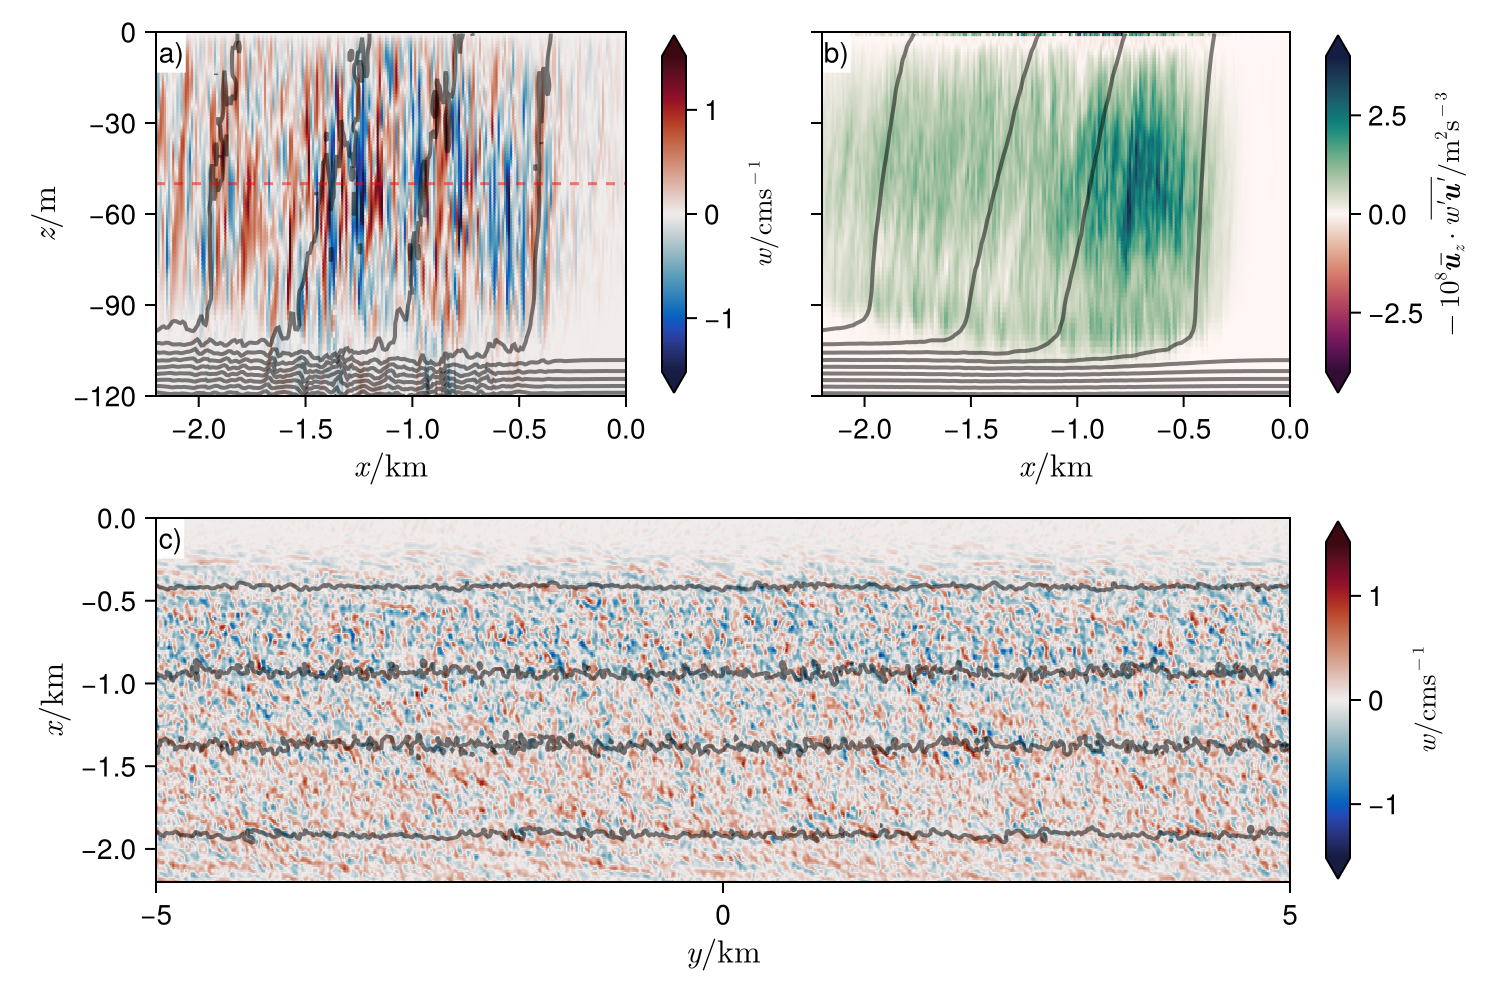 a)
0
−30
−60
−90
−120
z/m
−2.0 −1.5 −1.0 −0.5 0.0
x/km
1
0
−1
w/cms⁻¹
b)
−2.0 −1.5 −1.0 −0.5 0.0
x/km
2.5
0.0
−2.5
−10⁸ū_z · \overline{w′u′}/m²s⁻³
c)
0.0
−0.5
−1.0
−1.5
−2.0
x/km
−5 0 5
y/km
1
0
−1
w/cms⁻¹